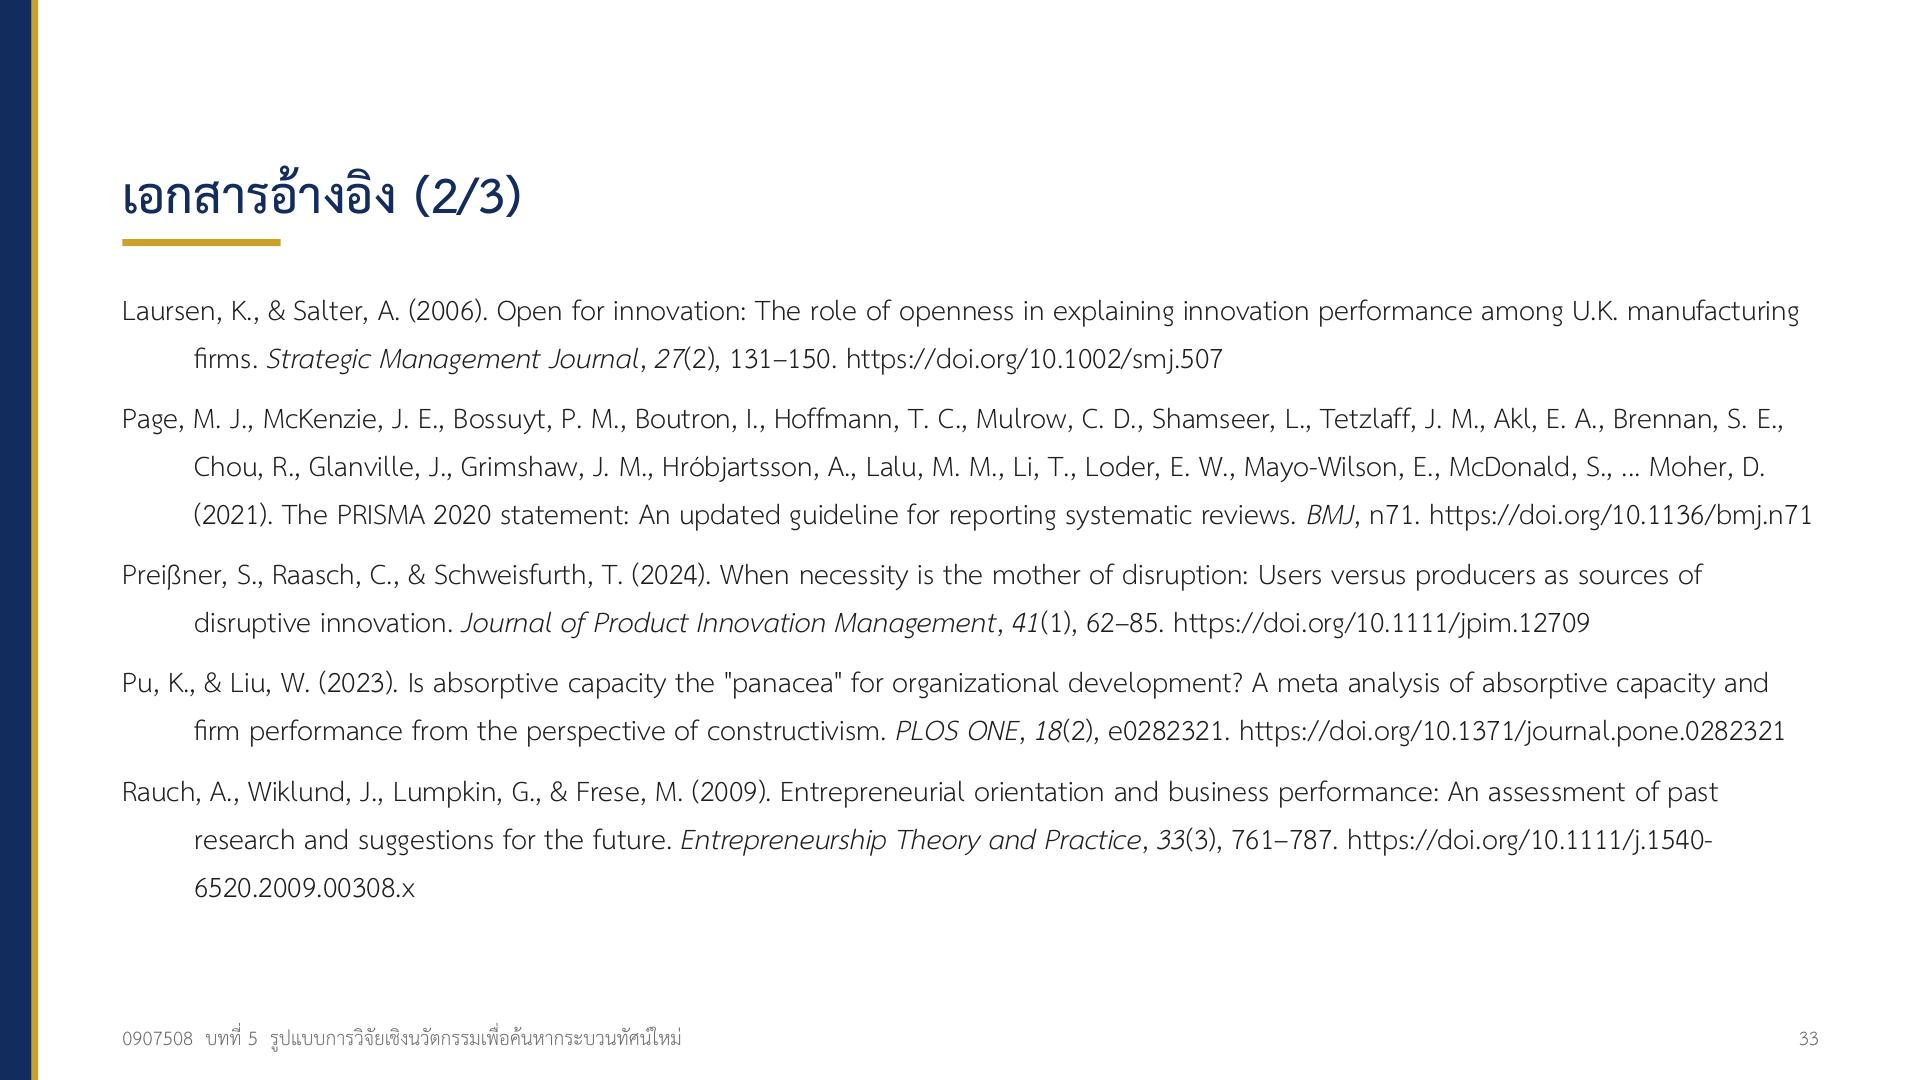 เอกสารอ้างอิง (2/3)
Laursen, K., & Salter, A. (2006). Open for innovation: The role of openness in explaining innovation performance among U.K. manufacturing
firms. Strategic Management Journal, 27(2), 131–150. https://doi.org/10.1002/smj.507
Page, M. J., McKenzie, J. E., Bossuyt, P. M., Boutron, I., Hoffmann, T. C., Mulrow, C. D., Shamseer, L., Tetzlaff, J. M., Akl, E. A., Brennan, S. E.,
Chou, R., Glanville, J., Grimshaw, J. M., Hróbjartsson, A., Lalu, M. M., Li, T., Loder, E. W., Mayo-Wilson, E., McDonald, S., ... Moher, D.
(2021). The PRISMA 2020 statement: An updated guideline for reporting systematic reviews. BMJ, n71. https://doi.org/10.1136/bmj.n71
Preißner, S., Raasch, C., & Schweisfurth, T. (2024). When necessity is the mother of disruption: Users versus producers as sources of
disruptive innovation. Journal of Product Innovation Management, 41(1), 62–85. https://doi.org/10.1111/jpim.12709
Pu, K., & Liu, W. (2023). Is absorptive capacity the "panacea" for organizational development? A meta analysis of absorptive capacity and
firm performance from the perspective of constructivism. PLOS ONE, 18(2), e0282321. https://doi.org/10.1371/journal.pone.0282321
Rauch, A., Wiklund, J., Lumpkin, G., & Frese, M. (2009). Entrepreneurial orientation and business performance: An assessment of past
research and suggestions for the future. Entrepreneurship Theory and Practice, 33(3), 761–787. https://doi.org/10.1111/j.1540-
6520.2009.00308.x
0907508 บทที่ 5 รูปแบบการวิจัยเชิงนวัตกรรมเพื่อค้นหากระบวนทัศน์ใหม่
33